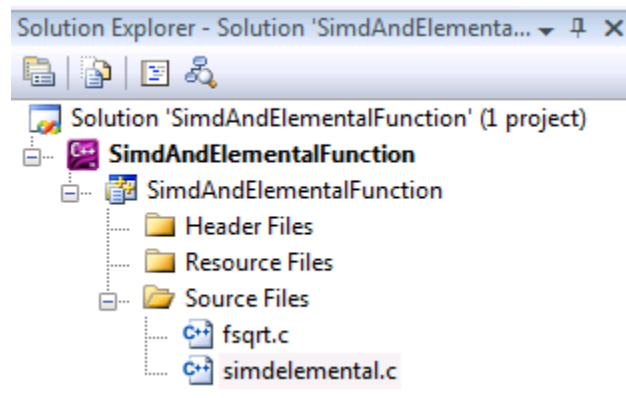 Solution Explorer - Solution 'SimdAndElementa...
Solution 'SimdAndElementalFunction' (1 project)
C++ SimdAndElementalFunction
SimdAndElementalFunction
Header Files
Resource Files
Source Files
C++ fsqrt.c
C++ simdelemental.c